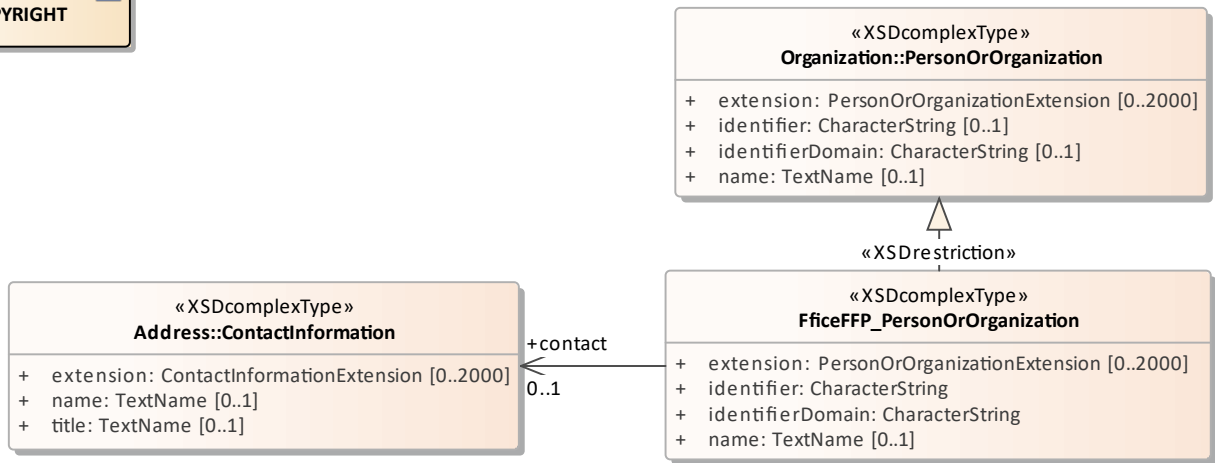 «XSDcomplexType»
Organization::PersonOrOrganization
+ extension: PersonOrOrganizationExtension [0..2000]
+ identifier: CharacterString [0..1]
+ identifierDomain: CharacterString [0..1]
+ name: TextName [0..1]
«XSDrestriction»
«XSDcomplexType»
Address::ContactInformation
+ extension: ContactInformationExtension [0..2000]
+ name: TextName [0..1]
+ title: TextName [0..1]
+contact
0..1
«XSDcomplexType»
FficeFFP_PersonOrOrganization
+ extension: PersonOrOrganizationExtension [0..2000]
+ identifier: CharacterString
+ identifierDomain: CharacterString
+ name: TextName [0..1]